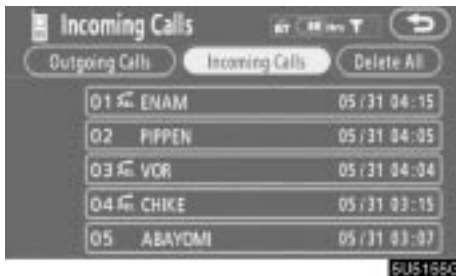 Incoming Calls BT
Outgoing Calls Incoming Calls Delete All
01 ENAM 05/31 04:15
02 PIPPEN 05/31 04:05
03 VOR 05/31 04:04
04 CHIKE 05/31 03:15
05 ABAYOMI 05/31 03:07
5U5155G